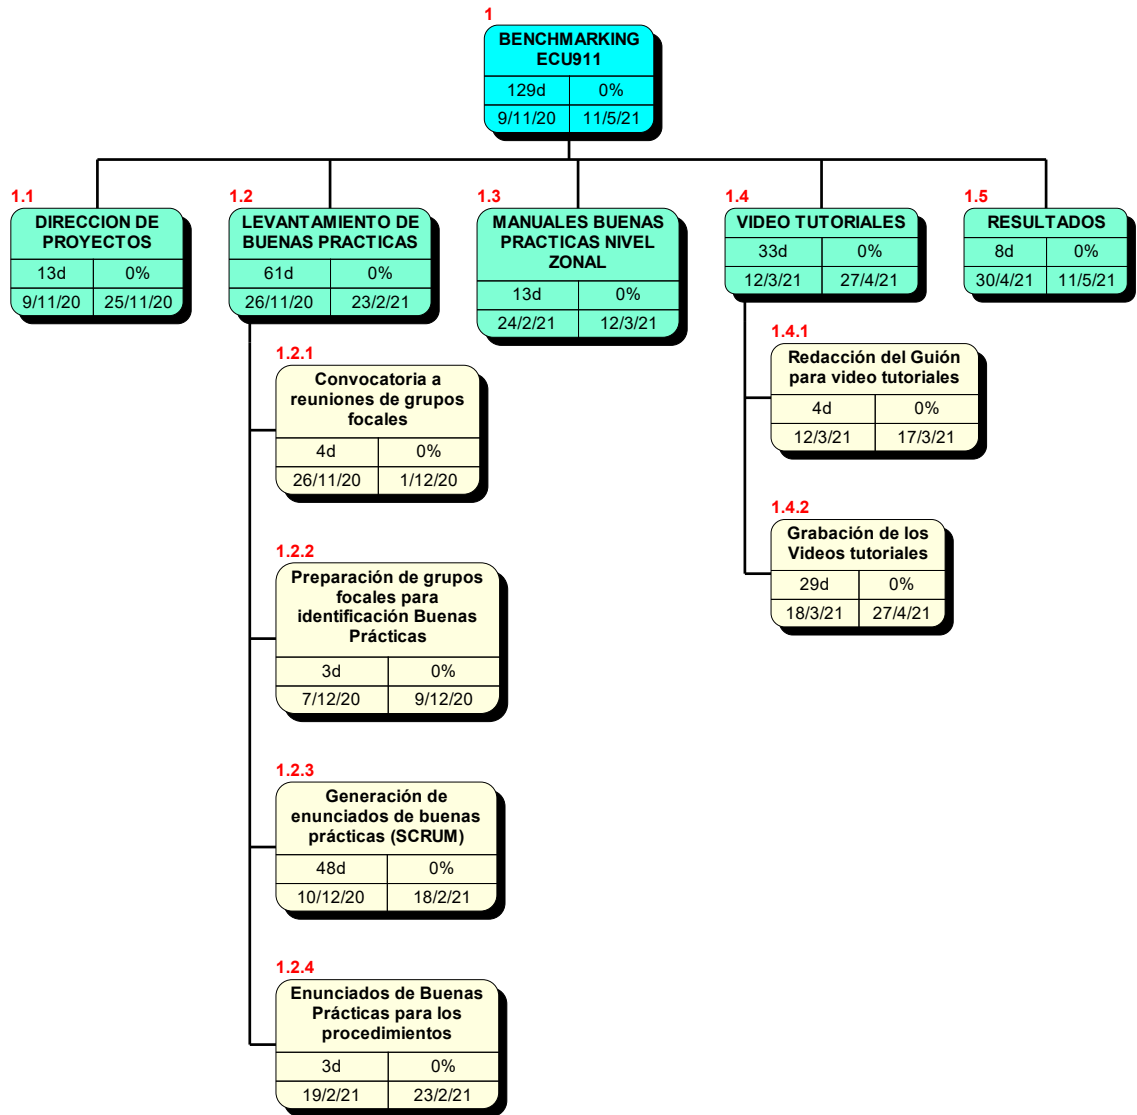 1
BENCHMARKING
ECU911
129d 0%
9/11/20 11/5/21
1.1
DIRECCION DE
PROYECTOS
13d 0%
9/11/20 25/11/20
1.2
LEVANTAMIENTO DE
BUENAS PRACTICAS
61d 0%
26/11/20 23/2/21
1.2.1
Convocatoria a
reuniones de grupos
focales
4d 0%
26/11/20 1/12/20
1.2.2
Preparación de grupos
focales para
identificación Buenas
Prácticas
3d 0%
7/12/20 9/12/20
1.2.3
Generación de
enunciados de buenas
prácticas (SCRUM)
48d 0%
10/12/20 18/2/21
1.2.4
Enunciados de Buenas
Prácticas para los
procedimientos
3d 0%
19/2/21 23/2/21
1.3
MANUALES BUENAS
PRACTICAS NIVEL
ZONAL
13d 0%
24/2/21 12/3/21
1.4
VIDEO TUTORIALES
33d 0%
12/3/21 27/4/21
1.4.1
Redacción del Guión
para video tutoriales
4d 0%
12/3/21 17/3/21
1.4.2
Grabación de los
Videos tutoriales
29d 0%
18/3/21 27/4/21
1.5
RESULTADOS
8d 0%
30/4/21 11/5/21